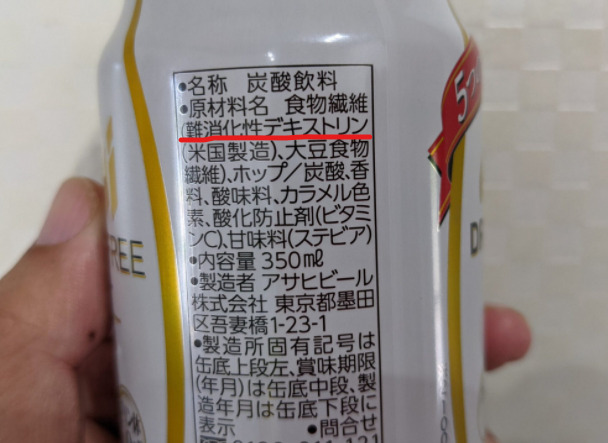 •名称 炭酸飲料
•原材料名 食物繊維
(難消化性デキストリン
(米国製造)、大豆食物
繊維)、ホップ/炭酸、香
料、酸味料、カラメル色
素、酸化防止剤(ビタミ
ンC)、甘味料(ステビア)
•内容量 350㎖
•製造者 アサヒビール
株式会社 東京都墨田
区吾妻橋1-23-1
•製造所固有記号は
缶底上段左、賞味期限
(年月)は缶底中段、製
造年月は缶底下段に
表示 •問合せ
REE
5つ
DR